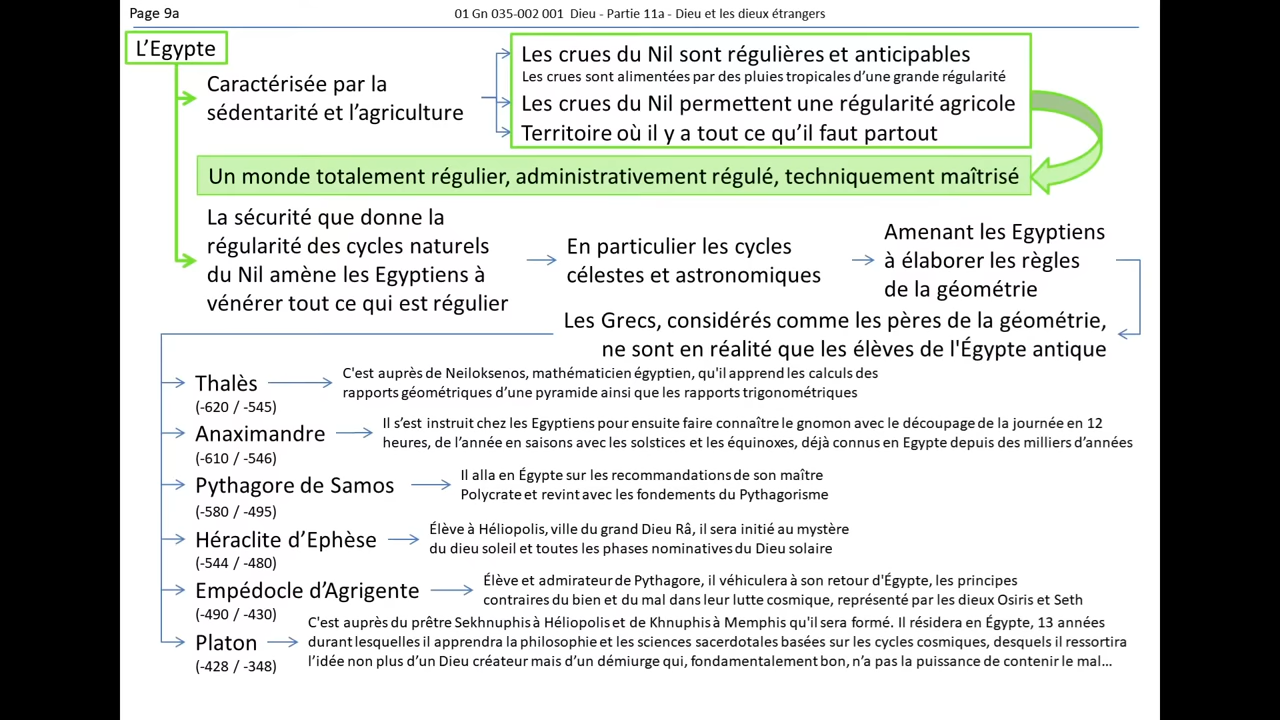 Page 9a
01 Gn 035-002 001 Dieu - Partie 11a - Dieu et les dieux étrangers
L’Egypte
Caractérisée par la
sédentarité et l’agriculture
Les crues du Nil sont régulières et anticipables
Les crues sont alimentées par des pluies tropicales d’une grande régularité
Les crues du Nil permettent une régularité agricole
Territoire où il y a tout ce qu’il faut partout
Un monde totalement régulier, administrativement régulé, techniquement maîtrisé
La sécurité que donne la
régularité des cycles naturels
du Nil amène les Egyptiens à
vénérer tout ce qui est régulier
En particulier les cycles
célestes et astronomiques
Amenant les Egyptiens
à élaborer les règles
de la géométrie
Les Grecs, considérés comme les pères de la géométrie,
ne sont en réalité que les élèves de l'Égypte antique
Thalès
(-620 / -545)
C'est auprès de Neiloksenos, mathématicien égyptien, qu'il apprend les calculs des
rapports géométriques d’une pyramide ainsi que les rapports trigonométriques
Anaximandre
(-610 / -546)
Il s’est instruit chez les Egyptiens pour ensuite faire connaître le gnomon avec le découpage de la journée en 12
heures, de l’année en saisons avec les solstices et les équinoxes, déjà connus en Egypte depuis des milliers d’années
Pythagore de Samos
(-580 / -495)
Il alla en Égypte sur les recommandations de son maître
Polycrate et revint avec les fondements du Pythagorisme
Héraclite d’Ephèse
(-544 / -480)
Élève à Héliopolis, ville du grand Dieu Râ, il sera initié au mystère
du dieu soleil et toutes les phases nominatives du Dieu solaire
Empédocle d’Agrigente
(-490 / -430)
Élève et admirateur de Pythagore, il véhiculera à son retour d'Égypte, les principes
contraires du bien et du mal dans leur lutte cosmique, représenté par les dieux Osiris et Seth
Platon
(-428 / -348)
C'est auprès du prêtre Sekhnuphis à Héliopolis et de Khnuphis à Memphis qu'il sera formé. Il résidera en Égypte, 13 années
durant lesquelles il apprendra la philosophie et les sciences sacerdotales basées sur les cycles cosmiques, desquels il ressortira
l’idée non plus d’un Dieu créateur mais d’un démiurge qui, fondamentalement bon, n’a pas la puissance de contenir le mal…